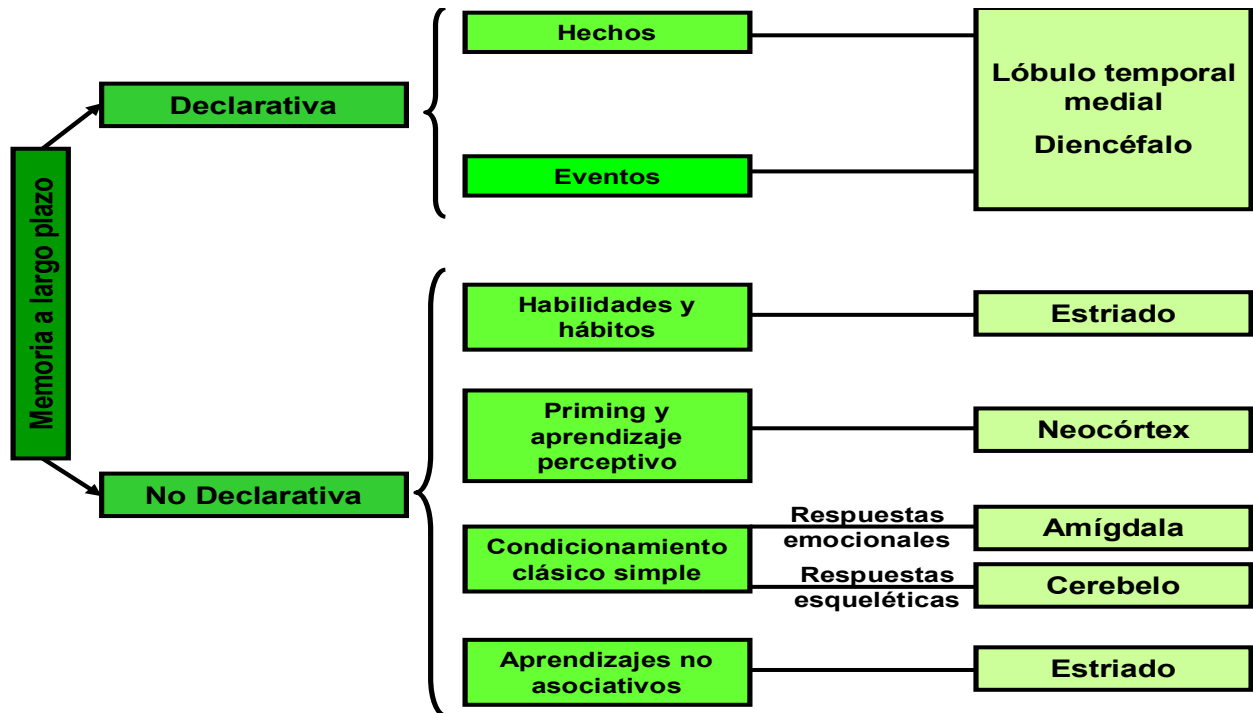 Memoria a largo plazo
Declarativa
Hechos
Eventos
Lóbulo temporal
medial
Diencéfalo
No Declarativa
Habilidades y
hábitos
Estriado
Priming y
aprendizaje
perceptivo
Neocórtex
Condicionamiento
clásico simple
Respuestas
emocionales
Amígdala
Respuestas
esqueléticas
Cerebelo
Aprendizajes no
asociativos
Estriado